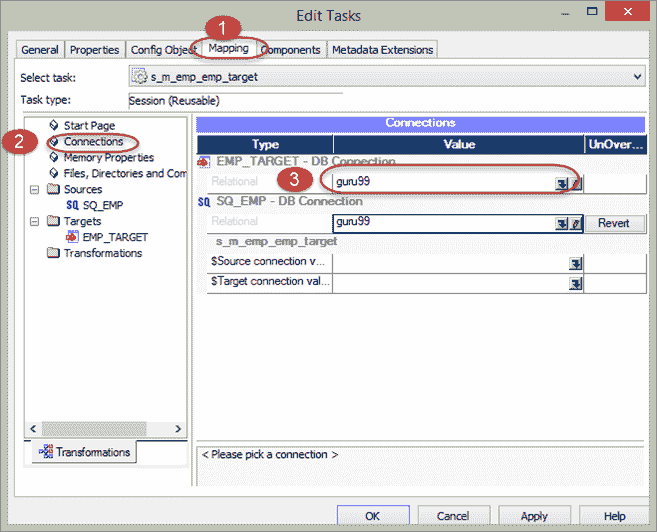 Edit Tasks
1
General Properties Config Object Mapping Components Metadata Extensions
Select task: s_m_emp_emp_target
Task type: Session (Reusable)
Start Page
2 Connections
Memory Properties
Files, Directories and Com
Sources
SQ SQ_EMP
Targets
EMP_TARGET
Transformations
Transformations
Connections
Type Value UnOver...
EMP_TARGET - DB Connection
Relational 3 guru99
SQ SQ_EMP - DB Connection
Relational guru99 Revert
s_m_emp_emp_target
$Source connection v...
$Target connection val...
< Please pick a connection >
OK Cancel Apply Help